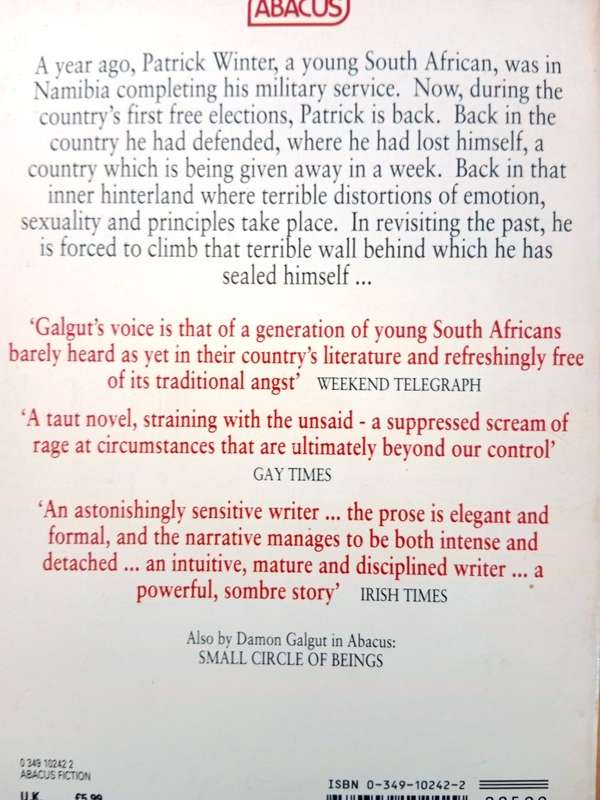 ABACUS
A year ago, Patrick Winter, a young South African, was in
Namibia completing his military service. Now, during the
country's first free elections, Patrick is back. Back in the
country he had defended, where he had lost himself, a
country which is being given away in a week. Back in that
inner hinterland where terrible distortions of emotion,
sexuality and principles take place. In revisiting the past, he
is forced to climb that terrible wall behind which he has
sealed himself ...
'Galgut's voice is that of a generation of young South Africans
barely heard as yet in their country's literature and refreshingly free
of its traditional angst' WEEKEND TELEGRAPH
'A taut novel, straining with the unsaid - a suppressed scream of
rage at circumstances that are ultimately beyond our control'
GAY TIMES
'An astonishingly sensitive writer ... the prose is elegant and
formal, and the narrative manages to be both intense and
detached ... an intuitive, mature and disciplined writer ... a
powerful, sombre story' IRISH TIMES
Also by Damon Galgut in Abacus:
SMALL CIRCLE OF BEINGS
0 349 10242 2
ABACUS FICTION
U.K. £5.99
ISBN 0-349-10242-2